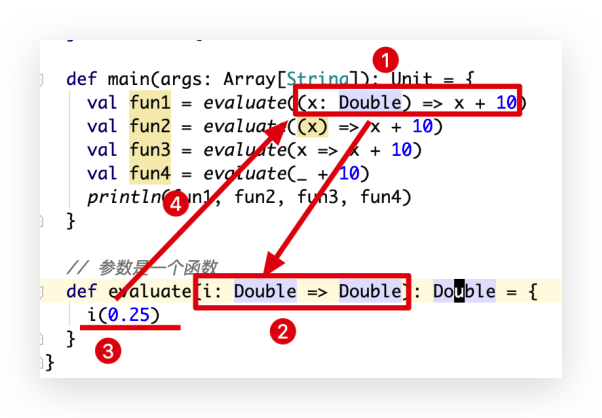 ①
def main(args: Array[String]): Unit = {
val fun1 = evaluate((x: Double) => x + 10)
val fun2 = evaluate((x) => x + 10)
val fun3 = evaluate(x => x + 10)
val fun4 = evaluate(_ + 10)
④
println(fun1, fun2, fun3, fun4)
}
// 参数是一个函数
def evaluate(i: Double => Double): Double = {
i(0.25)
②
③
}
}